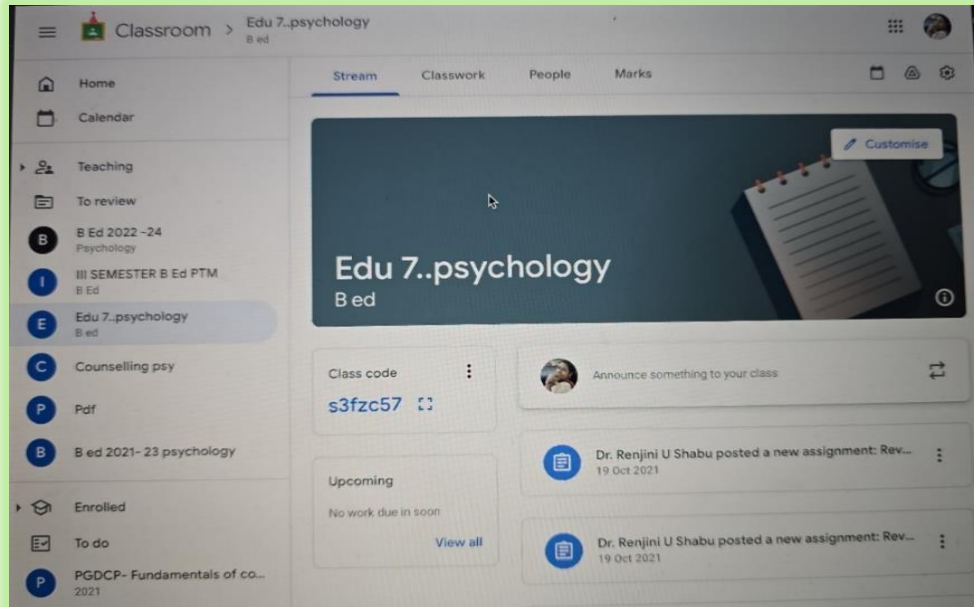 Classroom > Edu 7..psychology
B ed
Home
Calendar
Teaching
To review
B
B Ed 2022 -24
Psychology
I
III SEMESTER B Ed PTM
B Ed
E
Edu 7..psychology
B ed
C
Counselling psy
P
Pdf
B
B ed 2021- 23 psychology
Enrolled
To do
P
PGDCP- Fundamentals of co...
2021
Stream Classwork People Marks
Customise
Edu 7..psychology
B ed
Class code
s3fzc57
Upcoming
No work due in soon
View all
Announce something to your class
Dr. Renjini U Shabu posted a new assignment: Rev...
19 Oct 2021
Dr. Renjini U Shabu posted a new assignment: Rev...
19 Oct 2021